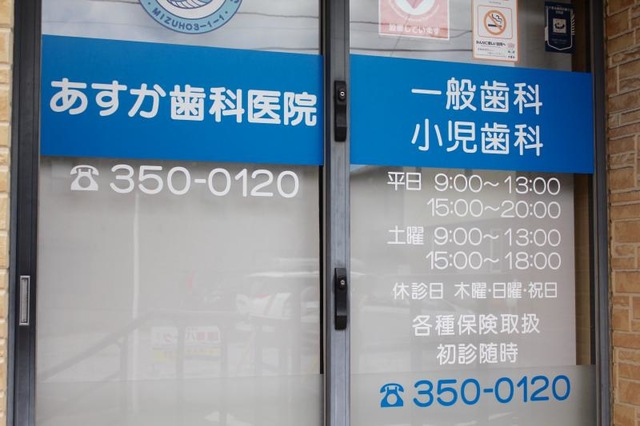 MIZUHO3-1-1
あすか歯科医院
☎350-0120
一般歯科
小児歯科
平日 9:00～13:00
15:00～20:00
土曜 9:00～13:00
15:00～18:00
休診日 木曜・日曜・祝日
各種保険取扱
初診随時
☎350-0120